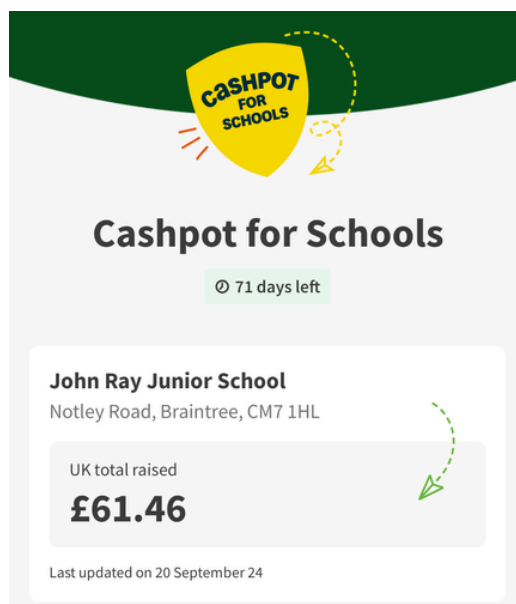 CASHPOT
FOR
SCHOOLS
Cashpot for Schools
71 days left
John Ray Junior School
Notley Road, Braintree, CM7 1HL
UK total raised
£61.46
Last updated on 20 September 24